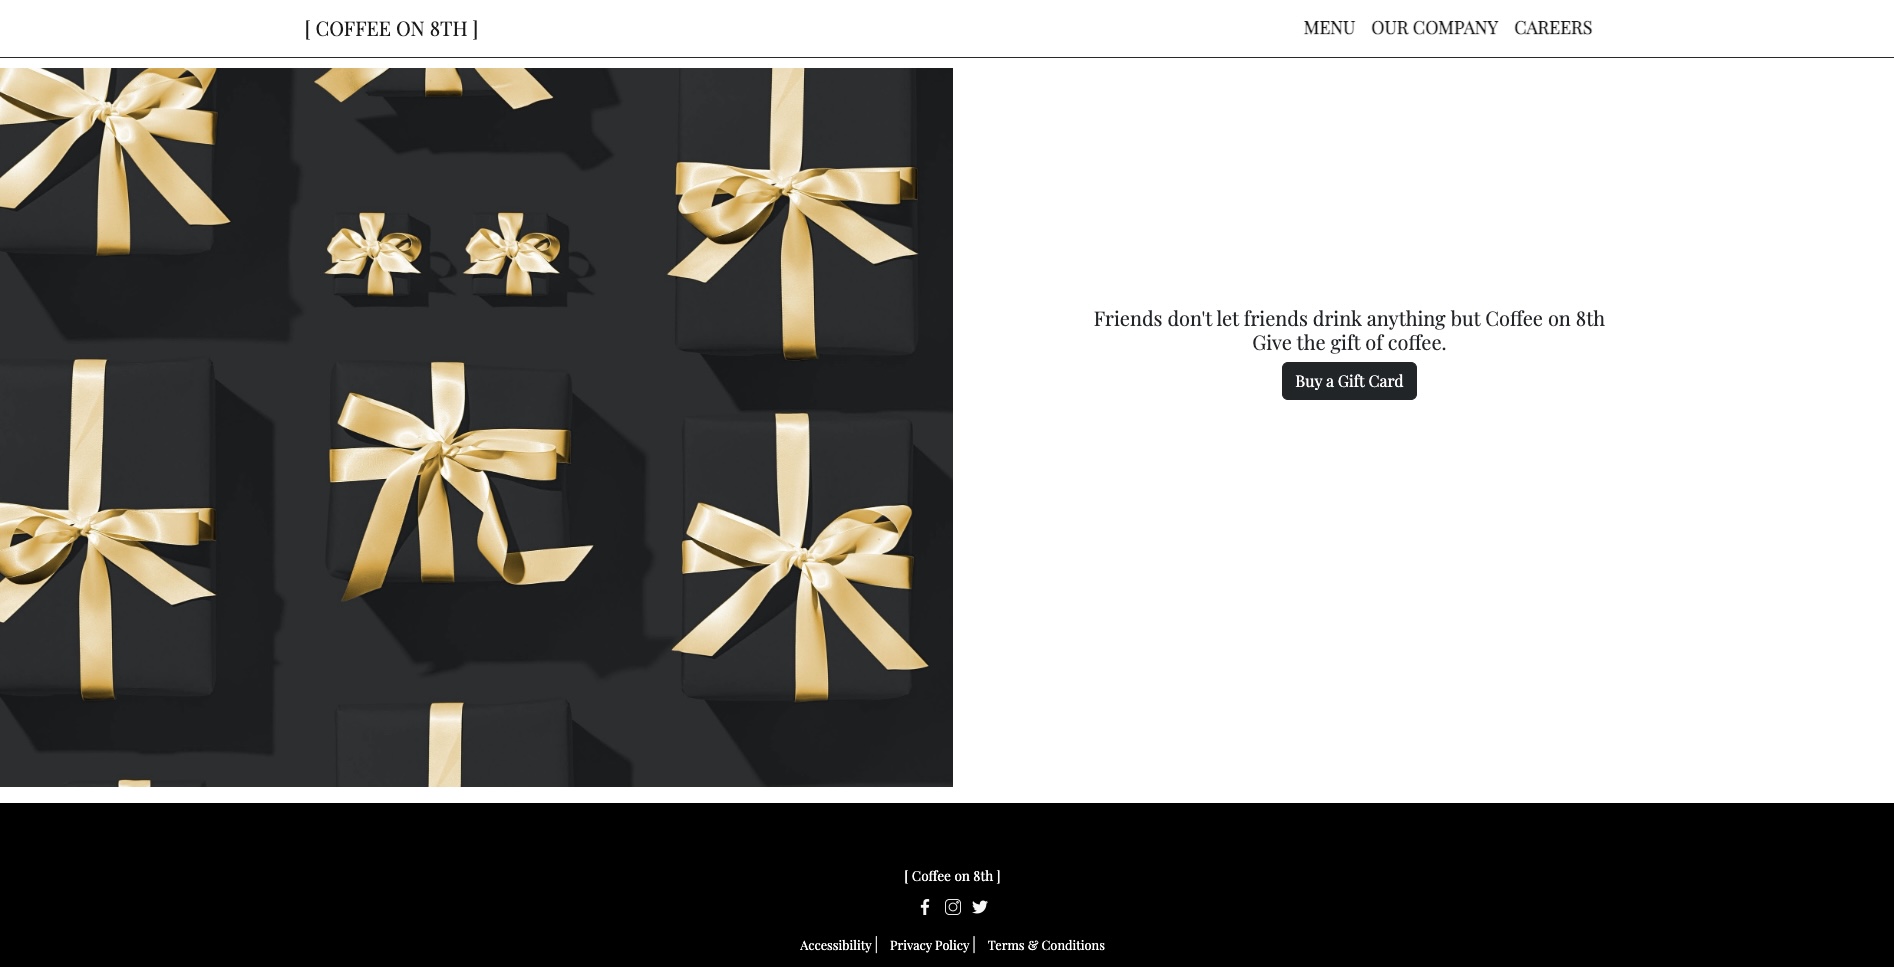 [ COFFEE ON 8TH ]
MENU OUR COMPANY CAREERS
Friends don't let friends drink anything but Coffee on 8th
Give the gift of coffee.
Buy a Gift Card
[ Coffee on 8th ]
Accessibility | Privacy Policy | Terms & Conditions